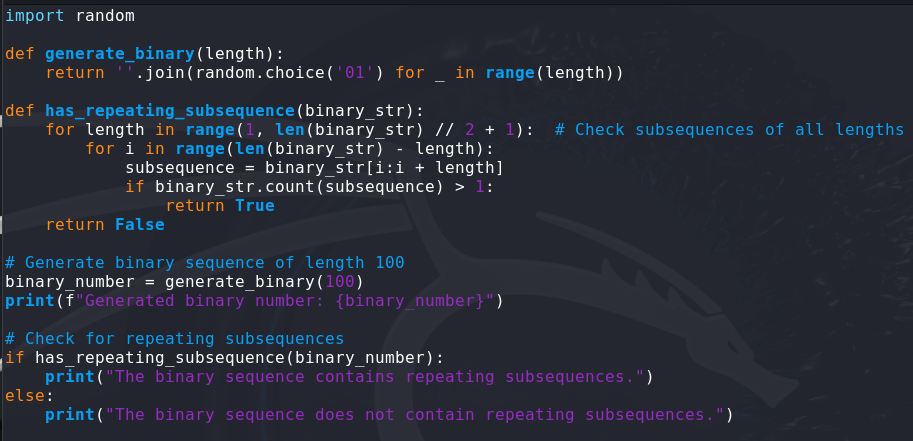 import random

def generate_binary(length):
    return ''.join(random.choice('01') for _ in range(length))

def has_repeating_subsequence(binary_str):
    for length in range(1, len(binary_str) // 2 + 1):  # Check subsequences of all lengths
        for i in range(len(binary_str) - length):
            subsequence = binary_str[i:i + length]
            if binary_str.count(subsequence) > 1:
                return True
    return False

# Generate binary sequence of length 100
binary_number = generate_binary(100)
print(f"Generated binary number: {binary_number}")

# Check for repeating subsequences
if has_repeating_subsequence(binary_number):
    print("The binary sequence contains repeating subsequences.")
else:
    print("The binary sequence does not contain repeating subsequences.")